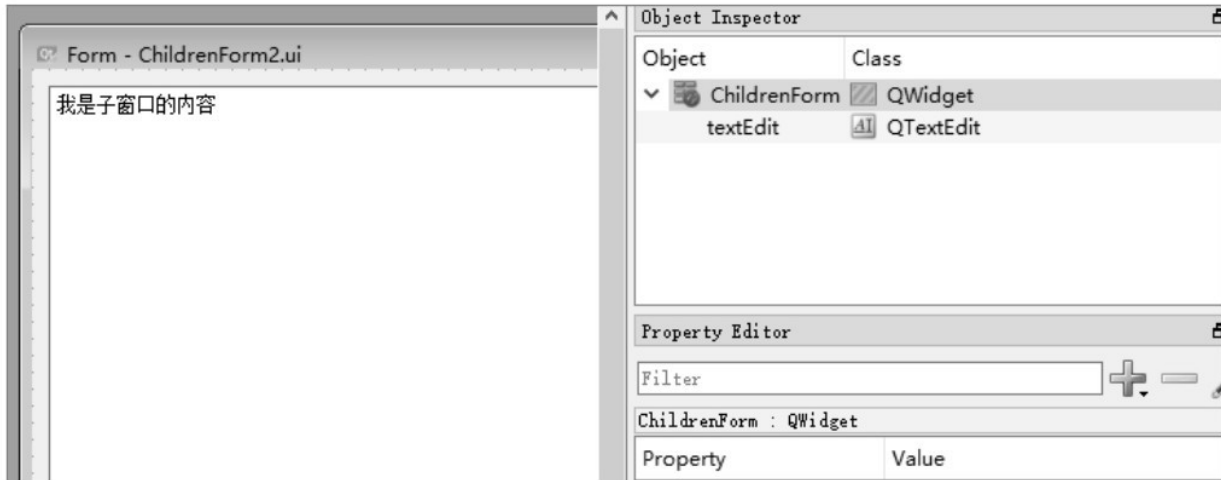 Form - ChildrenForm2.ui
我是子窗口的内容
Object Inspector
Object Class
ChildrenForm QWidget
textEdit AI QTextEdit
Property Editor
Filter
ChildrenForm : QWidget
Property Value